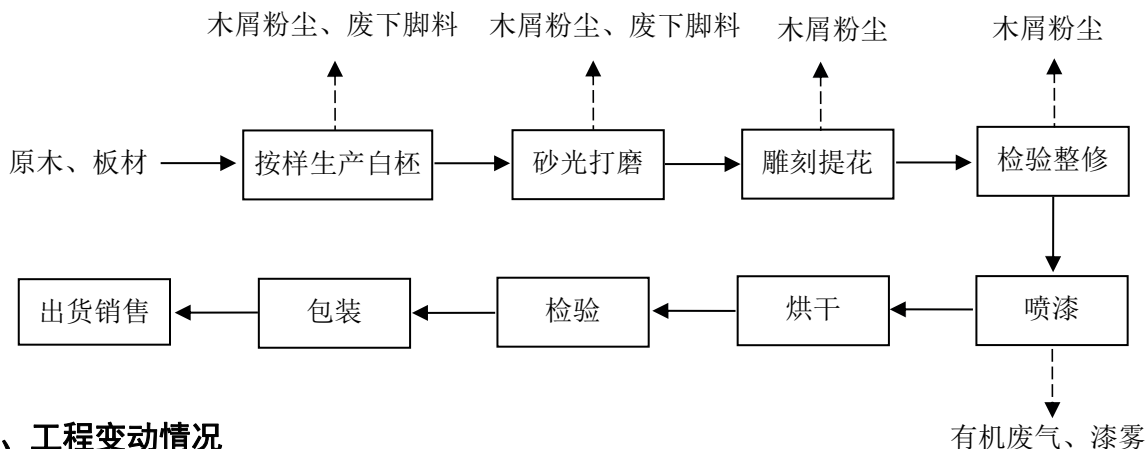 木屑粉尘、废下脚料 木屑粉尘、废下脚料 木屑粉尘 木屑粉尘
原木、板材 按样生产白柸 砂光打磨 雕刻提花 检验整修
出货销售 包装 检验 烘干 喷漆
、工程变动情况
有机废气、漆雾